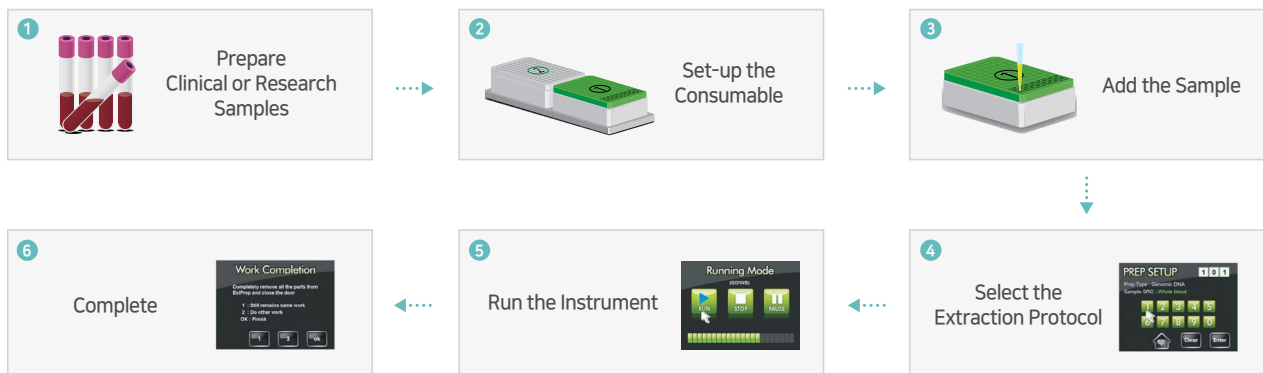 1
Prepare
Clinical or Research
Samples
2
2
1
Set-up the
Consumable
3
1
Add the Sample
4
Select the
Extraction Protocol
PREP SETUP 1 0 1
Prep Type : Genomic DNA
Sample SRC : Whole blood
1 2 3 4 5
6 7 8 9 0
Clear Enter
5
Run the Instrument
Running Mode
RUN STOP PAUSE
6
Complete
Work Completion
Completely remove all the parts from
ExiPrep and close the door
1 : Still remains same work
2 : Do other work
OK : Finish
1 2 ok